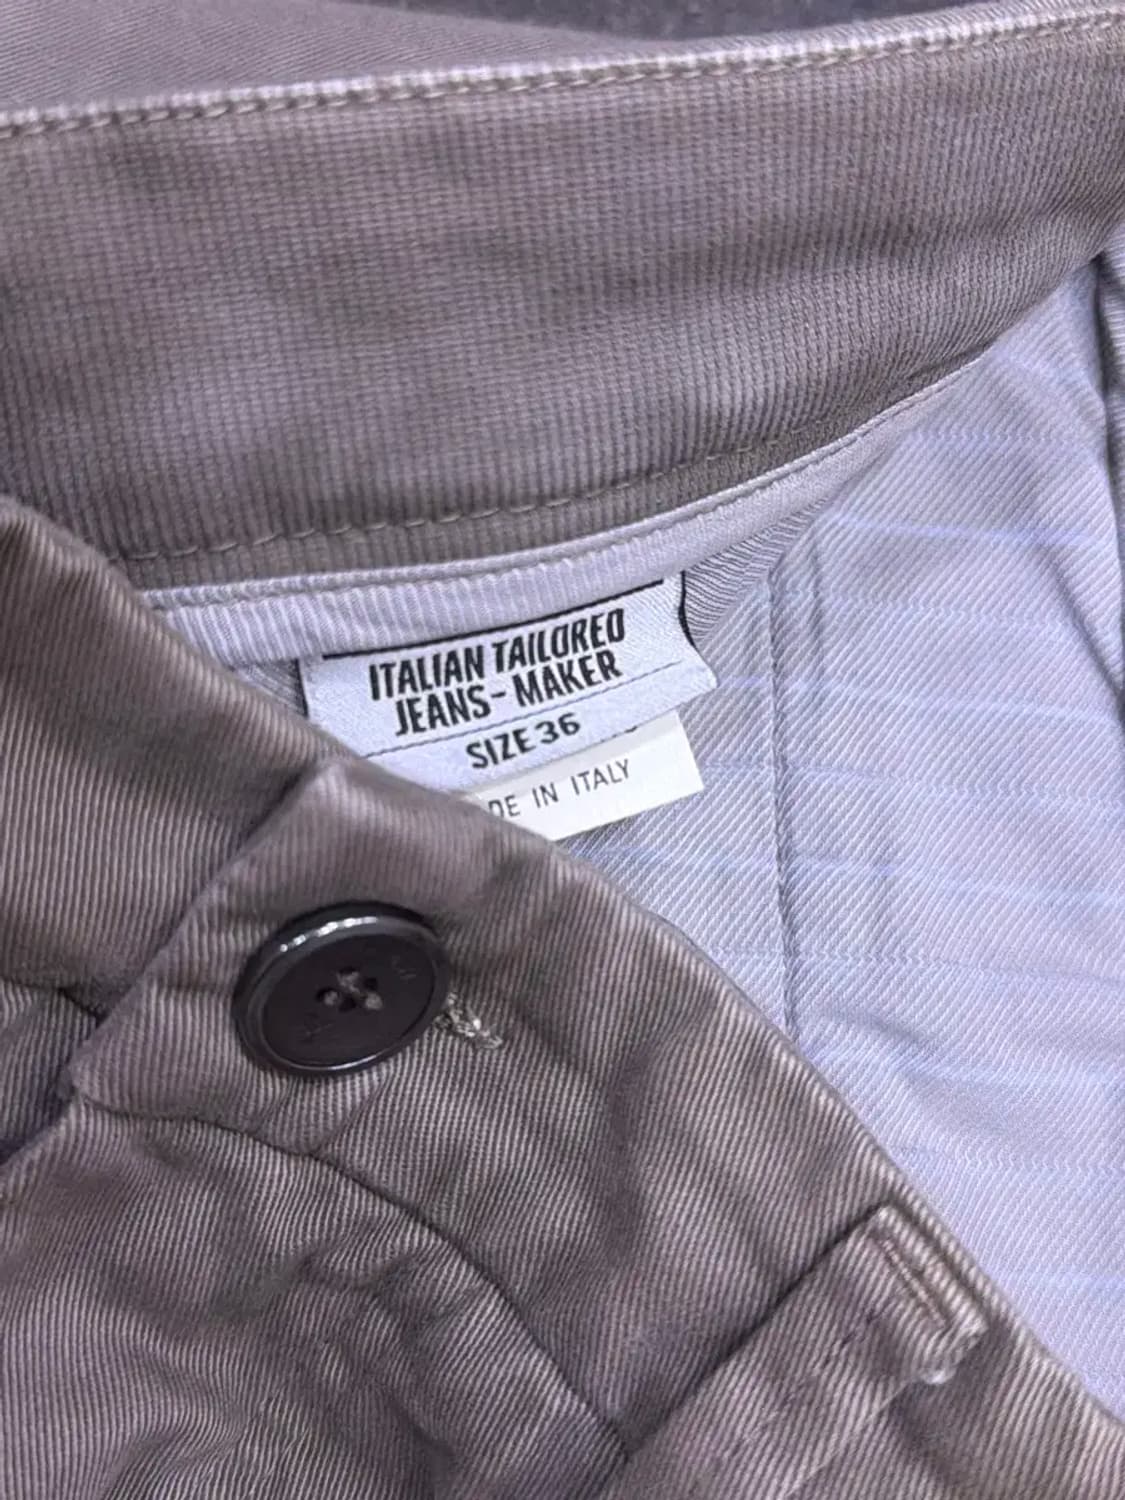 ITALIAN TAILORED
JEANS-MAKER
SIZE 36
DE IN ITALY